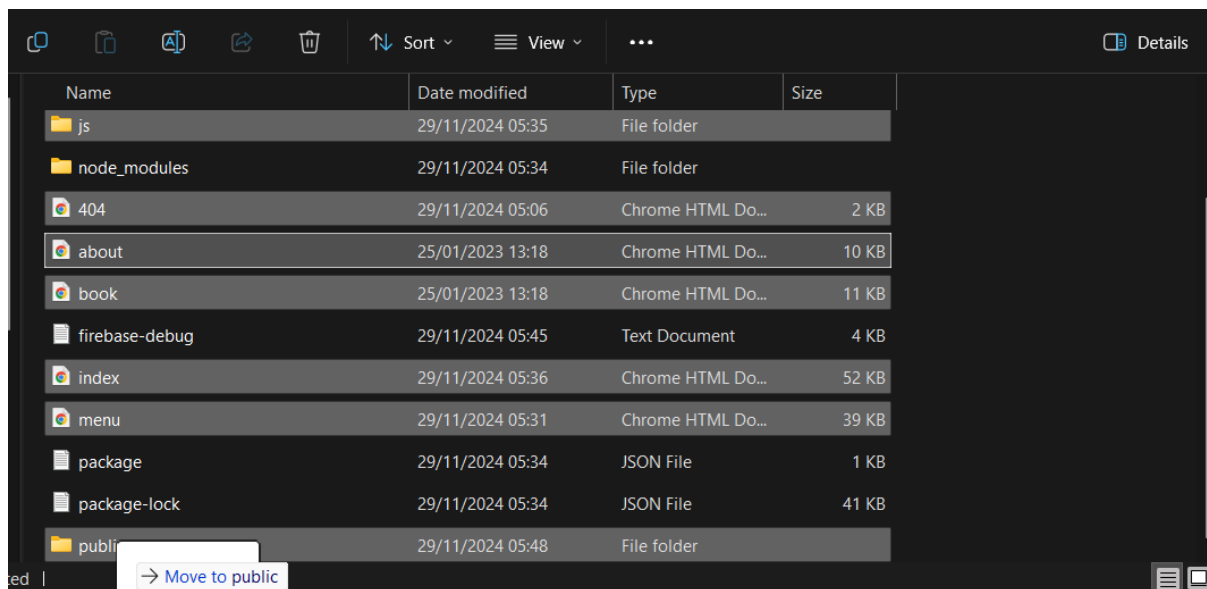 Sort View ••• Details
Name Date modified Type Size
js 29/11/2024 05:35 File folder
node_modules 29/11/2024 05:34 File folder
404 29/11/2024 05:06 Chrome HTML Do... 2 KB
about 25/01/2023 13:18 Chrome HTML Do... 10 KB
book 25/01/2023 13:18 Chrome HTML Do... 11 KB
firebase-debug 29/11/2024 05:45 Text Document 4 KB
index 29/11/2024 05:36 Chrome HTML Do... 52 KB
menu 29/11/2024 05:31 Chrome HTML Do... 39 KB
package 29/11/2024 05:34 JSON File 1 KB
package-lock 29/11/2024 05:34 JSON File 41 KB
publi 29/11/2024 05:48 File folder
ted | → Move to public